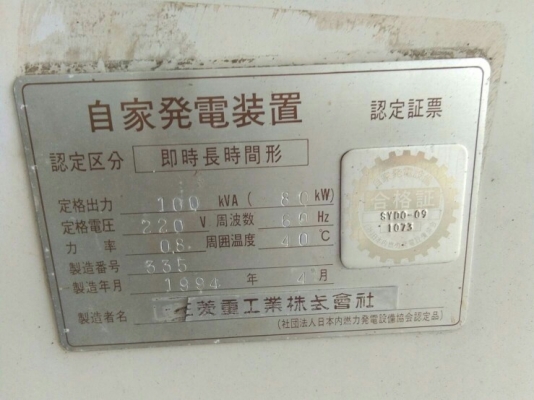 自家発電装置
認定証票
認定区分 即時長時間形
合格証
SYD0-09
1073
定格出力 100 kVA ( 80 kW)
定格電圧 220 V 周波数 60 Hz
力率 0.8 周囲温度 40 ℃
製造番号 335
製造年月 1994 年 4 月
製造者名 三菱重工業株式會社
(社団法人日本内燃力発電設備協会認定品)